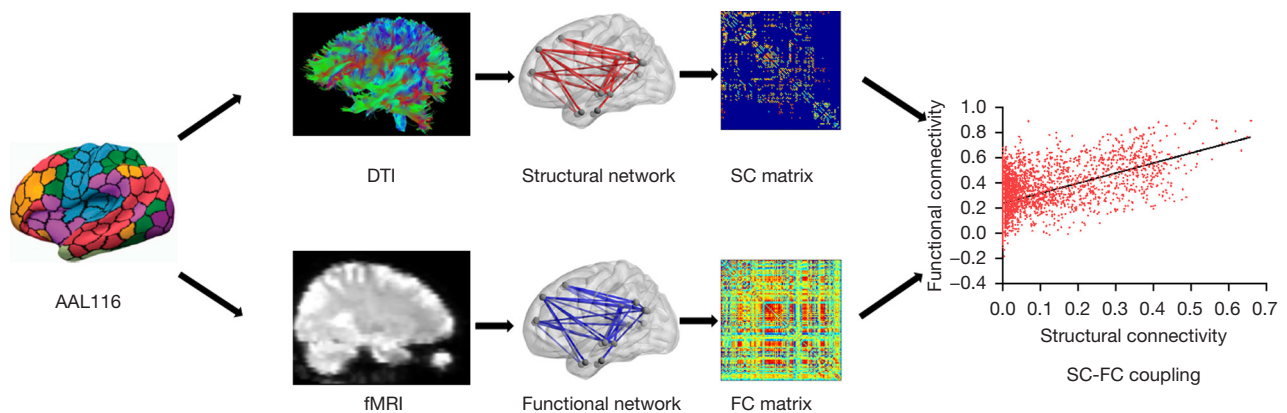 AAL116
DTI
Structural network
SC matrix
fMRI
Functional network
FC matrix
Functional connectivity
1.0
0.8
0.6
0.4
0.2
0.0
−0.2
−0.4
0.0 0.1 0.2 0.3 0.4 0.5 0.6 0.7
Structural connectivity
SC-FC coupling